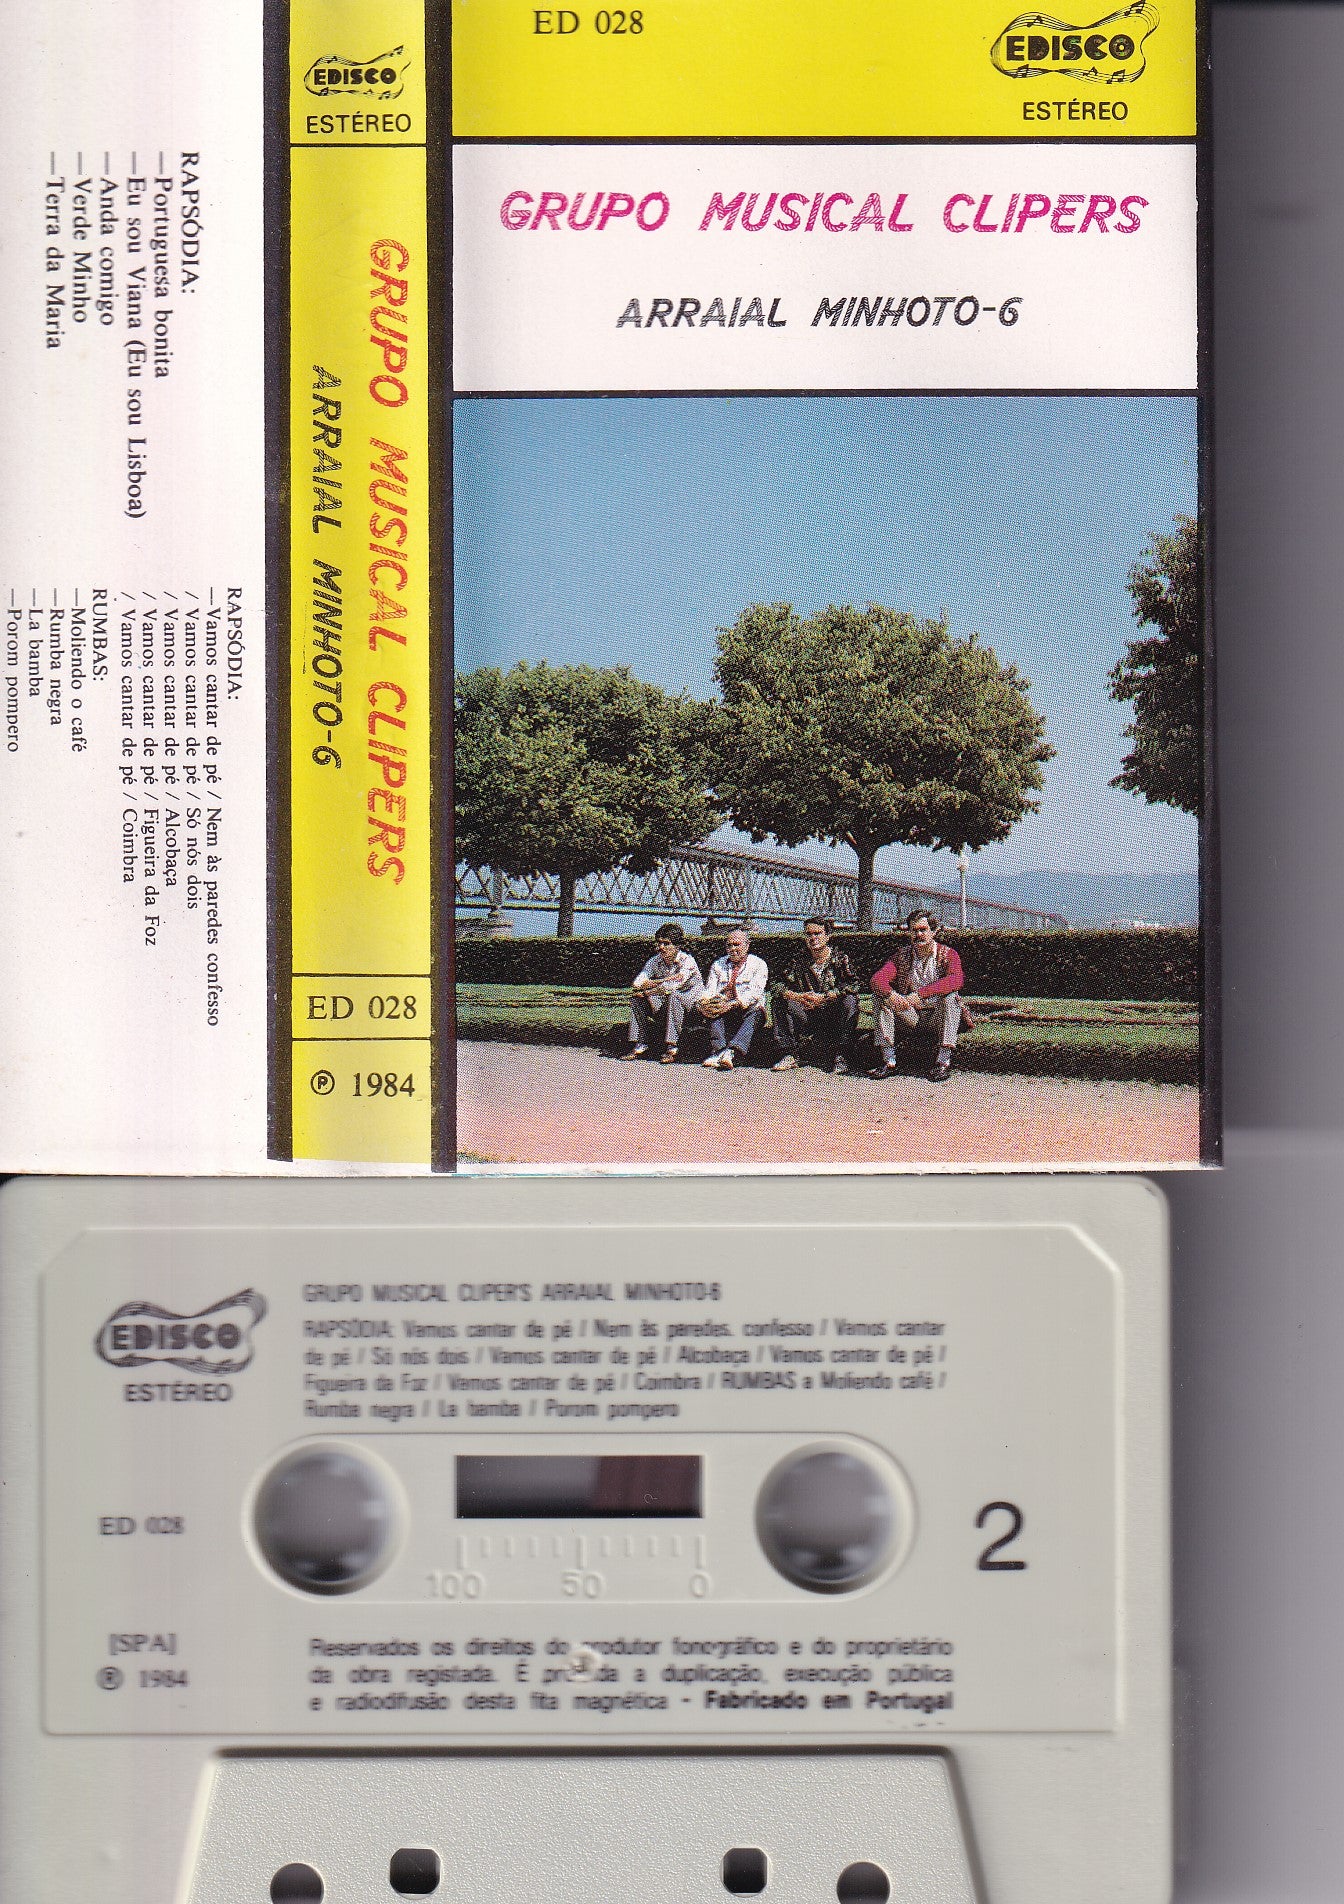 ED 028
EDISCO
ESTÉREO
GRUPO MUSICAL CLIPERS
ARRAIAL MINHOTO-6
EDISCO
ESTÉREO
GRUPO MUSICAL CLIPERS
ARRAIAL MINHOTO-6
ED 028
℗ 1984
RAPSÓDIA:
—Portuguesa bonita
—Eu sou Viana (Eu sou Lisboa)
—Anda comigo
—Verde Minho
—Terra da Maria
RAPSÓDIA:
—Vamos cantar de pé / Nem às paredes confesso
/ Vamos cantar de pé / Só nós dois
/ Vamos cantar de pé / Alcobaça
/ Vamos cantar de pé / Figueira da Foz
/ Vamos cantar de pé / Coimbra
RUMBAS:
—Moliendo o café
—Rumba negra
—La bamba
—Porom pompero
EDISCO
ESTÉREO
GRUPO MUSICAL CLIPER'S ARRAIAL MINHOTO-6
RAPSÓDIA: Vamos cantar de pé / Nem às paredes. confesso / Vamos cantar
de pé / Só nós dois / Vamos cantar de pé / Alcobaça / Vamos cantar de pé /
Figueira da Foz / Vamos cantar de pé / Coimbra / RUMBAS a Moliendo café /
Rumba negra / La bamba / Porom pompero
ED 028
2
100 50 0
[SPA]
℗ 1984
Reservados os direitos do produtor fonográfico e do proprietário
da obra registada. É a duplicação, execução pública
e radiodifusão desta fita magnética - Fabricado em Portugal